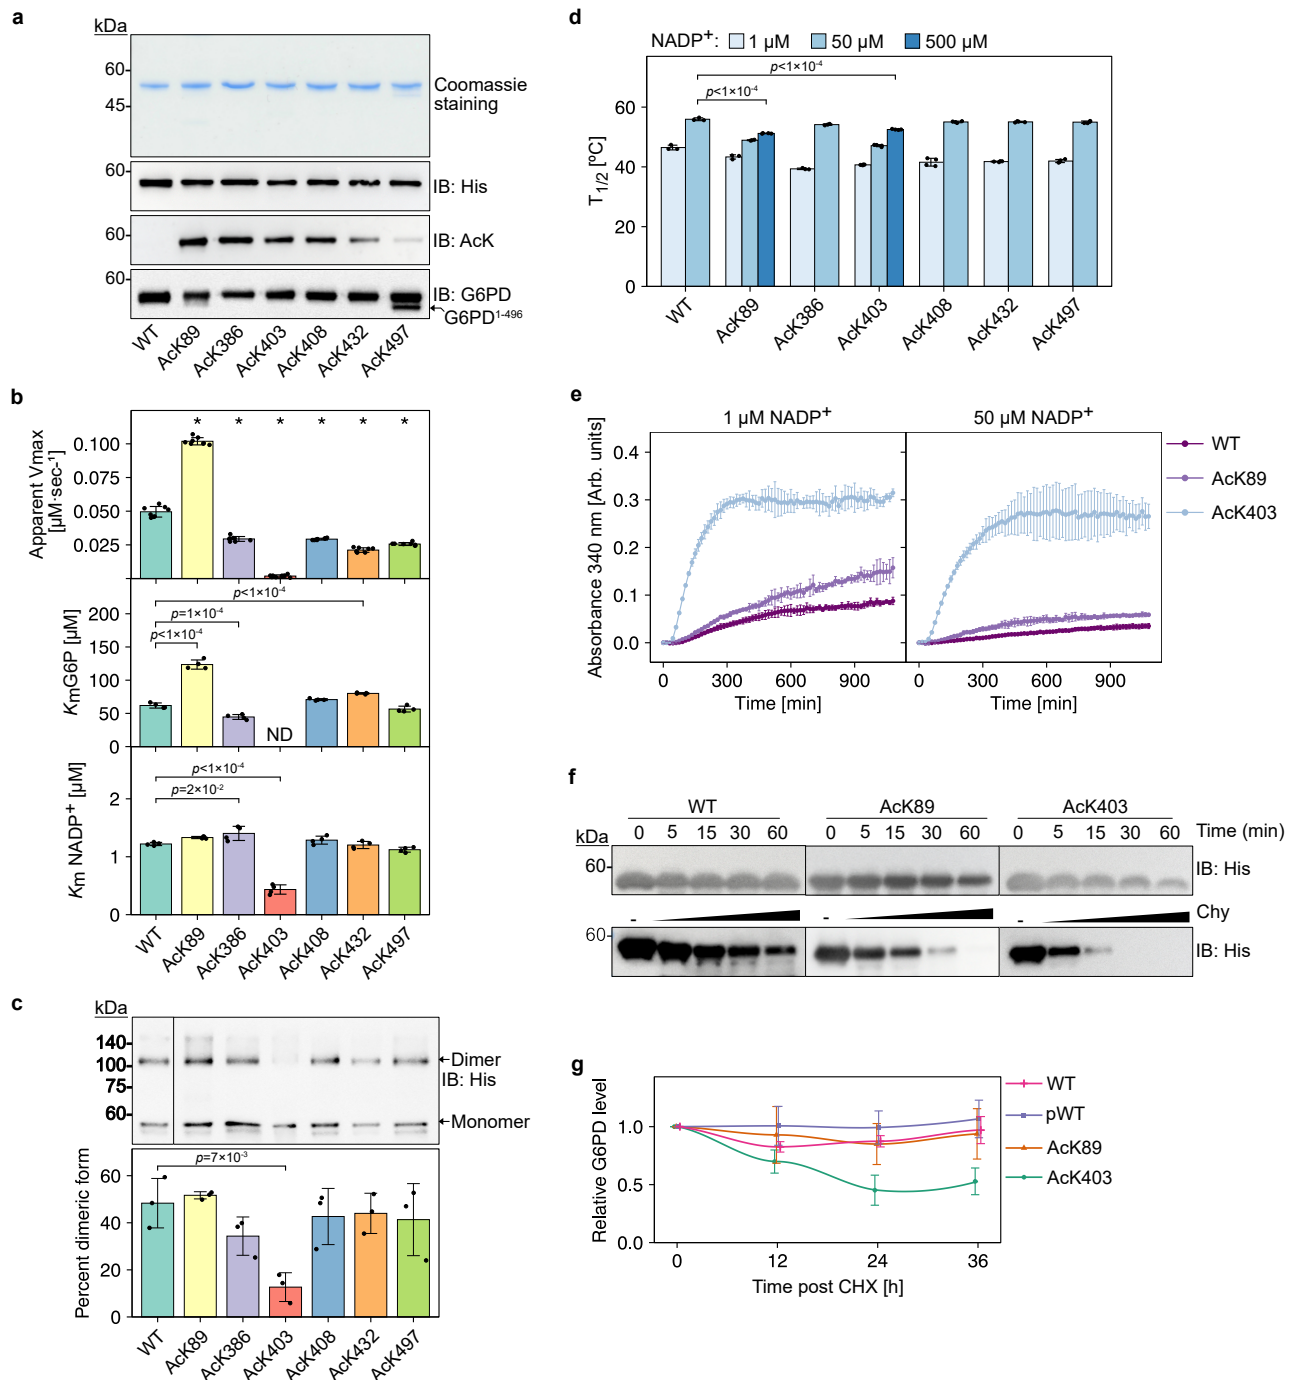 a
kDa
60
45
Coomassie
staining
60
IB: His
60
IB: AcK
60
IB: G6PD
G6PD1-496
WT AcK89 AcK386 AcK403 AcK408 AcK432 AcK497
b
Apparent Vmax
[µM·sec-1]
0.100
0.075
0.050
0.025
* * * * * *
KmG6P [µM]
200
150
100
50
0
p<1×10-4
p=1×10-4
p<1×10-4
ND
Km NADP+ [µM]
2
1
0
p<1×10-4
p=2×10-2
WT AcK89 AcK386 AcK403 AcK408 AcK432 AcK497
c
kDa
140
100
75
60
Dimer
IB: His
Monomer
Percent dimeric form
60
40
20
0
p=7×10-3
WT AcK89 AcK386 AcK403 AcK408 AcK432 AcK497
d
NADP+: 1 µM 50 µM 500 µM
T1/2 [ºC]
60
40
20
0
p<1×10-4
p<1×10-4
WT AcK89 AcK386 AcK403 AcK408 AcK432 AcK497
e
1 µM NADP+ 50 µM NADP+
Absorbance 340 nm [Arb. units]
0.4
0.3
0.2
0.1
0.0
0 300 600 900 0 300 600 900
Time [min] Time [min]
WT
AcK89
AcK403
f
WT AcK89 AcK403
kDa 0 5 15 30 60 0 5 15 30 60 0 5 15 30 60 Time (min)
60
IB: His
- - - Chy
60
IB: His
g
Relative G6PD level
1.0
0.5
0.0
0 12 24 36
Time post CHX [h]
WT
pWT
AcK89
AcK403